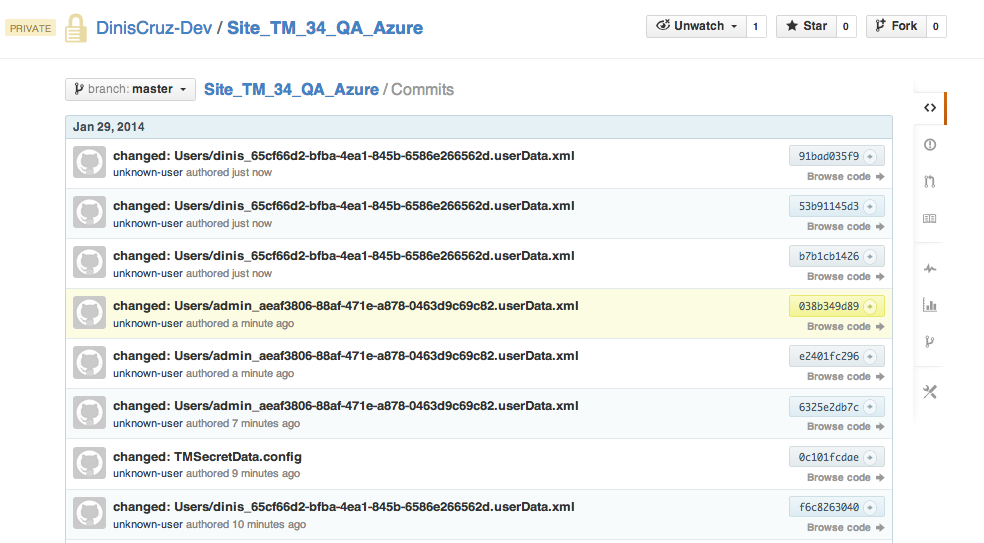 PRIVATE DinisCruz-Dev / Site_TM_34_QA_Azure Unwatch 1 Star 0 Fork 0
branch: master Site_TM_34_QA_Azure / Commits
Jan 29, 2014
changed: Users/dinis_65cf66d2-bfba-4ea1-845b-6586e266562d.userData.xml 91bad035f9
unknown-user authored just now Browse code
changed: Users/dinis_65cf66d2-bfba-4ea1-845b-6586e266562d.userData.xml 53b91145d3
unknown-user authored just now Browse code
changed: Users/dinis_65cf66d2-bfba-4ea1-845b-6586e266562d.userData.xml b7b1cb1426
unknown-user authored just now Browse code
changed: Users/admin_aeaf3806-88af-471e-a878-0463d9c69c82.userData.xml 038b349d89
unknown-user authored a minute ago Browse code
changed: Users/admin_aeaf3806-88af-471e-a878-0463d9c69c82.userData.xml e2401fc296
unknown-user authored a minute ago Browse code
changed: Users/admin_aeaf3806-88af-471e-a878-0463d9c69c82.userData.xml 6325e2db7c
unknown-user authored 7 minutes ago Browse code
changed: TMSecretData.config 0c101fcdae
unknown-user authored 9 minutes ago Browse code
changed: Users/dinis_65cf66d2-bfba-4ea1-845b-6586e266562d.userData.xml f6c8263040
unknown-user authored 10 minutes ago Browse code